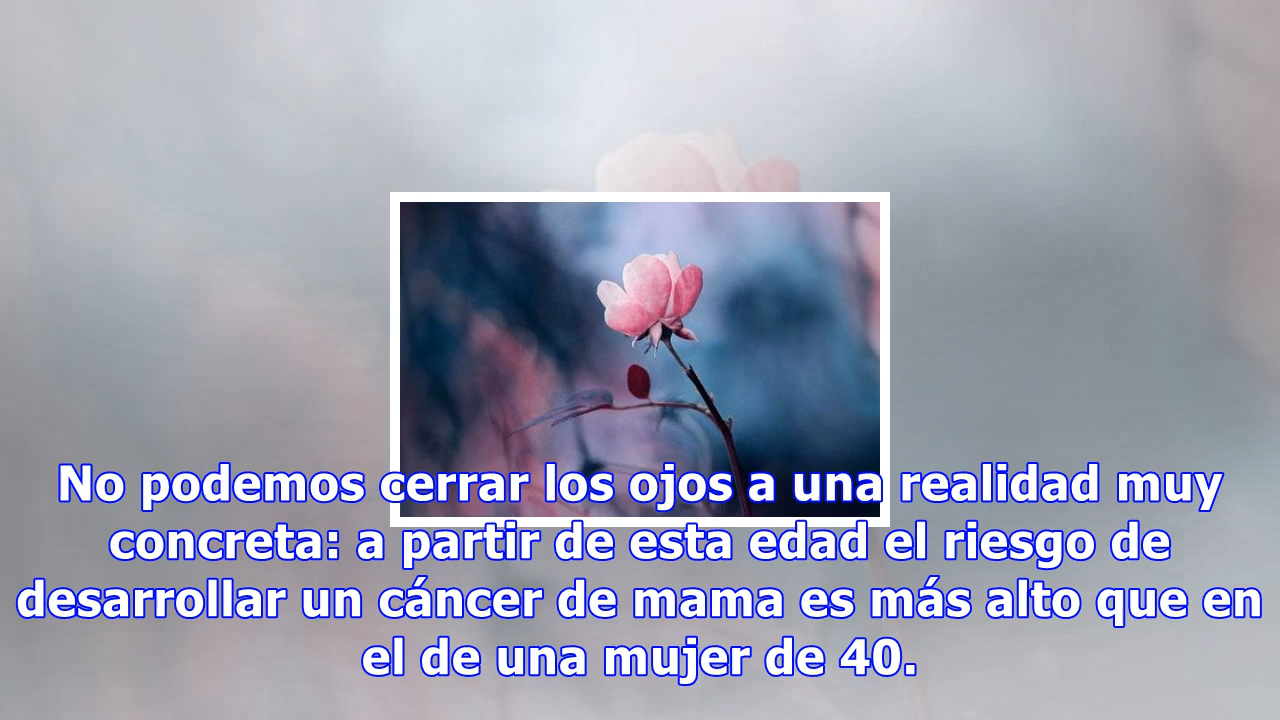 No podemos cerrar los ojos a una realidad muy
concreta: a partir de esta edad el riesgo de
desarrollar un cáncer de mama es más alto que en
el de una mujer de 40.